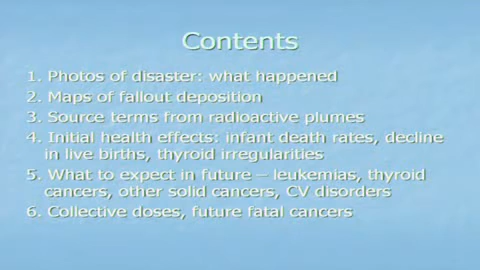 Contents
1. Photos of disaster: what happened
2. Maps of fallout deposition
3. Source terms from radioactive plumes
4. Initial health effects: infant death rates, decline
in live births, thyroid irregularities
5. What to expect in future – leukemias, thyroid
cancers, other solid cancers, CV disorders
6. Collective doses, future fatal cancers